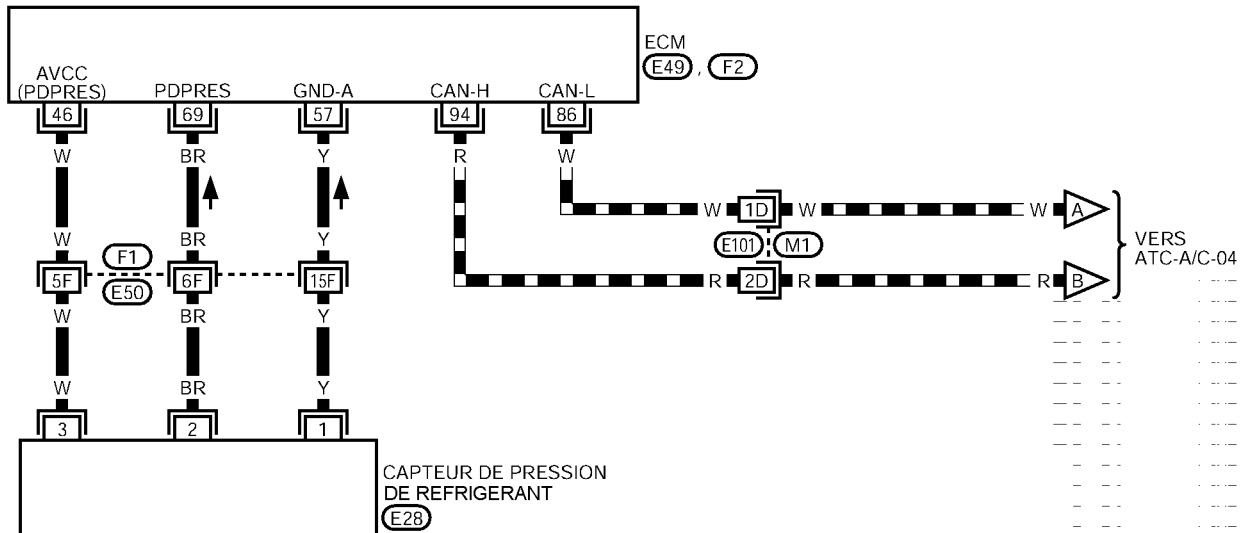 ECM
E49 , F2
AVCC
(PDPRES) PDPRES GND-A CAN-H CAN-L
46 69 57 94 86
W BR Y R W
W 1D W W A
E101 M1
R 2D R R B
VERS
ATC-A/C-04
W BR Y
F1
5F 6F 15F
E50
W BR Y
W BR Y
3 2 1
CAPTEUR DE PRESSION
DE REFRIGERANT
E28